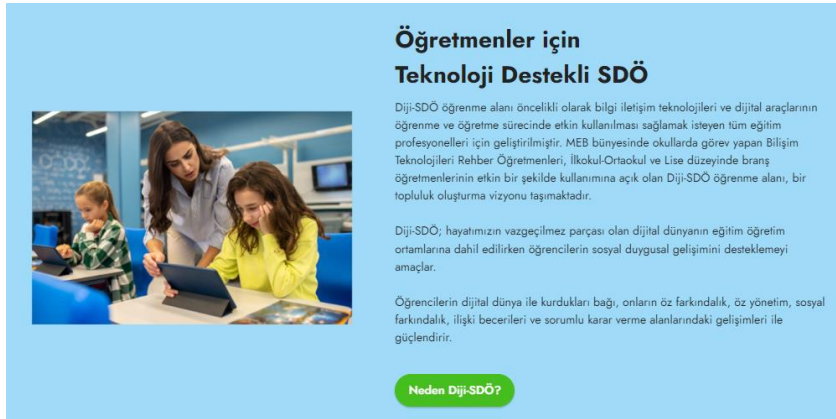 Öğretmenler için
Teknoloji Destekli SDÖ
Diji-SDÖ öğrenme alanı öncelikli olarak bilgi iletişim teknolojileri ve dijital araçlarının
öğrenme ve öğretme sürecinde etkin kullanılması sağlamak isteyen tüm eğitim
profesyonelleri için geliştirilmiştir. MEB bünyesinde okullarda görev yapan Bilişim
Teknolojileri Rehber Öğretmenleri, İlkokul-Ortaokul ve Lise düzeyinde branş
öğretmenlerinin etkin bir şekilde kullanımına açık olan Diji-SDÖ öğrenme alanı, bir
topluluk oluşturma vizyonu taşımaktadır.
Diji-SDÖ; hayatımızın vazgeçilmez parçası olan dijital dünyanın eğitim öğretim
ortamlarına dahil edilirken öğrencilerin sosyal duygusal gelişimini desteklemeyi
amaçlar.
Öğrencilerin dijital dünya ile kurdukları bağı, onların öz farkındalık, öz yönetim, sosyal
farkındalık, ilişki becerileri ve sorumlu karar verme alanlarındaki gelişimleri ile
güçlendirir.
Neden Diji-SDÖ?